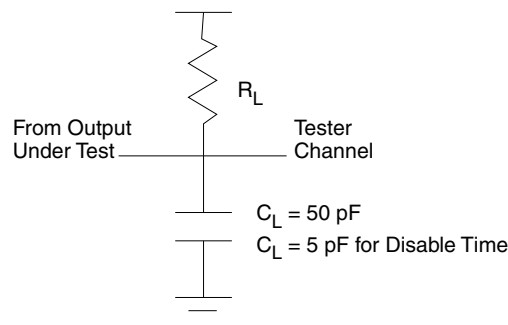 R_L
From Output
Under Test
Tester
Channel
C_L = 50 pF
C_L = 5 pF for Disable Time